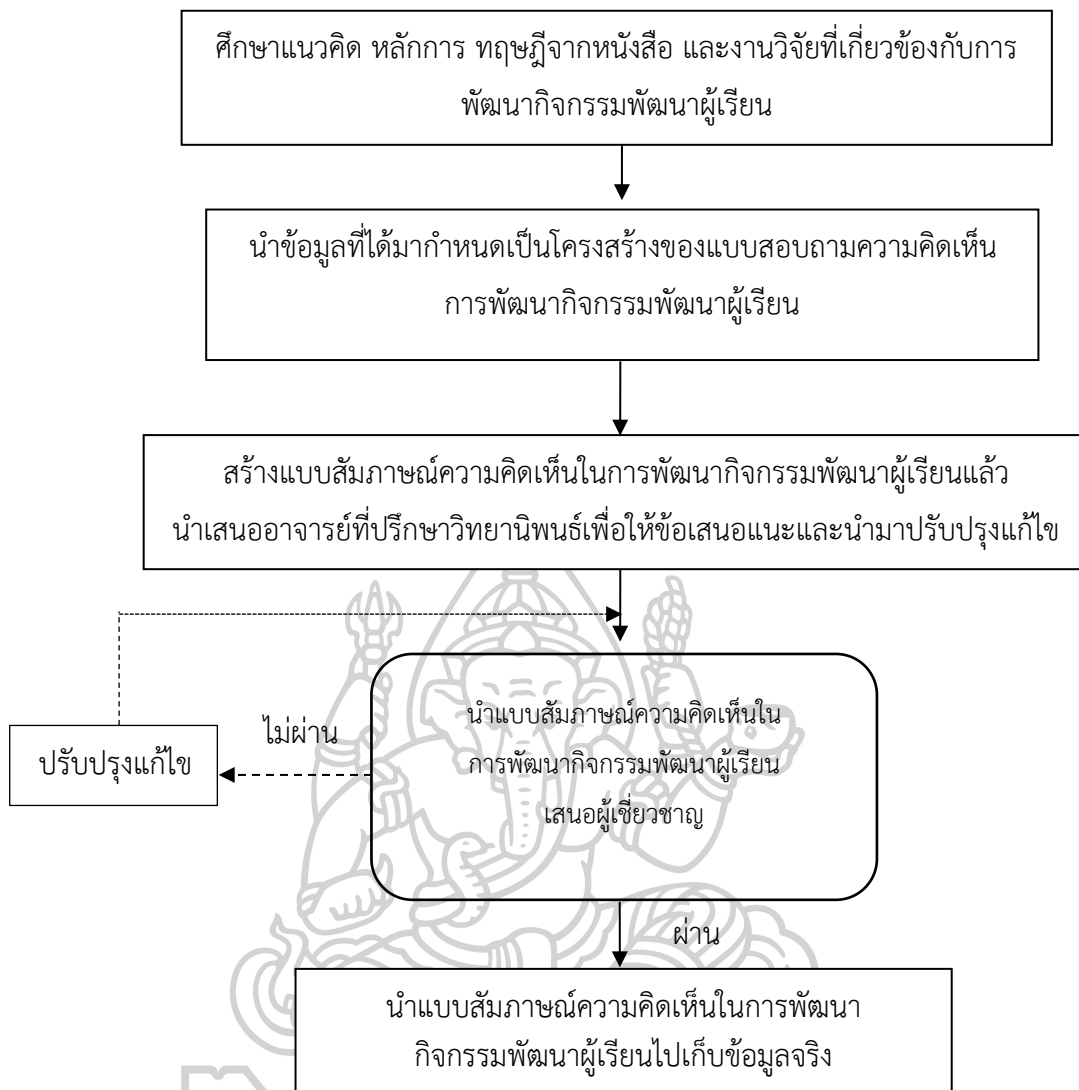 ศึกษาแนวคิด หลักการ ทฤษฎีจากหนังสือ และงานวิจัยที่เกี่ยวข้องกับการ
พัฒนากิจกรรมพัฒนาผู้เรียน
นำข้อมูลที่ได้มากำหนดเป็นโครงสร้างของแบบสอบถามความคิดเห็น
การพัฒนากิจกรรมพัฒนาผู้เรียน
สร้างแบบสัมภาษณ์ความคิดเห็นในการพัฒนากิจกรรมพัฒนาผู้เรียนแล้ว
นำเสนออาจารย์ที่ปรึกษาวิทยานิพนธ์เพื่อให้ข้อเสนอแนะและนำมาปรับปรุงแก้ไข
นำแบบสัมภาษณ์ความคิดเห็นใน
การพัฒนากิจกรรมพัฒนาผู้เรียน
เสนอผู้เชี่ยวชาญ
ไม่ผ่าน
ปรับปรุงแก้ไข
ผ่าน
นำแบบสัมภาษณ์ความคิดเห็นในการพัฒนา
กิจกรรมพัฒนาผู้เรียนไปเก็บข้อมูลจริง